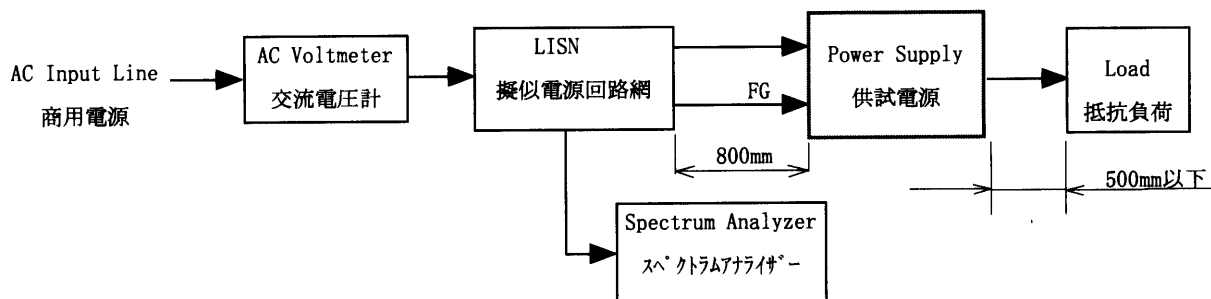 AC Input Line
商用電源
AC Voltmeter
交流電圧計
LISN
擬似電源回路網
FG
800mm
Power Supply
供試電源
Load
抵抗負荷
500mm以下
Spectrum Analyzer
スペクトラムアナライザー